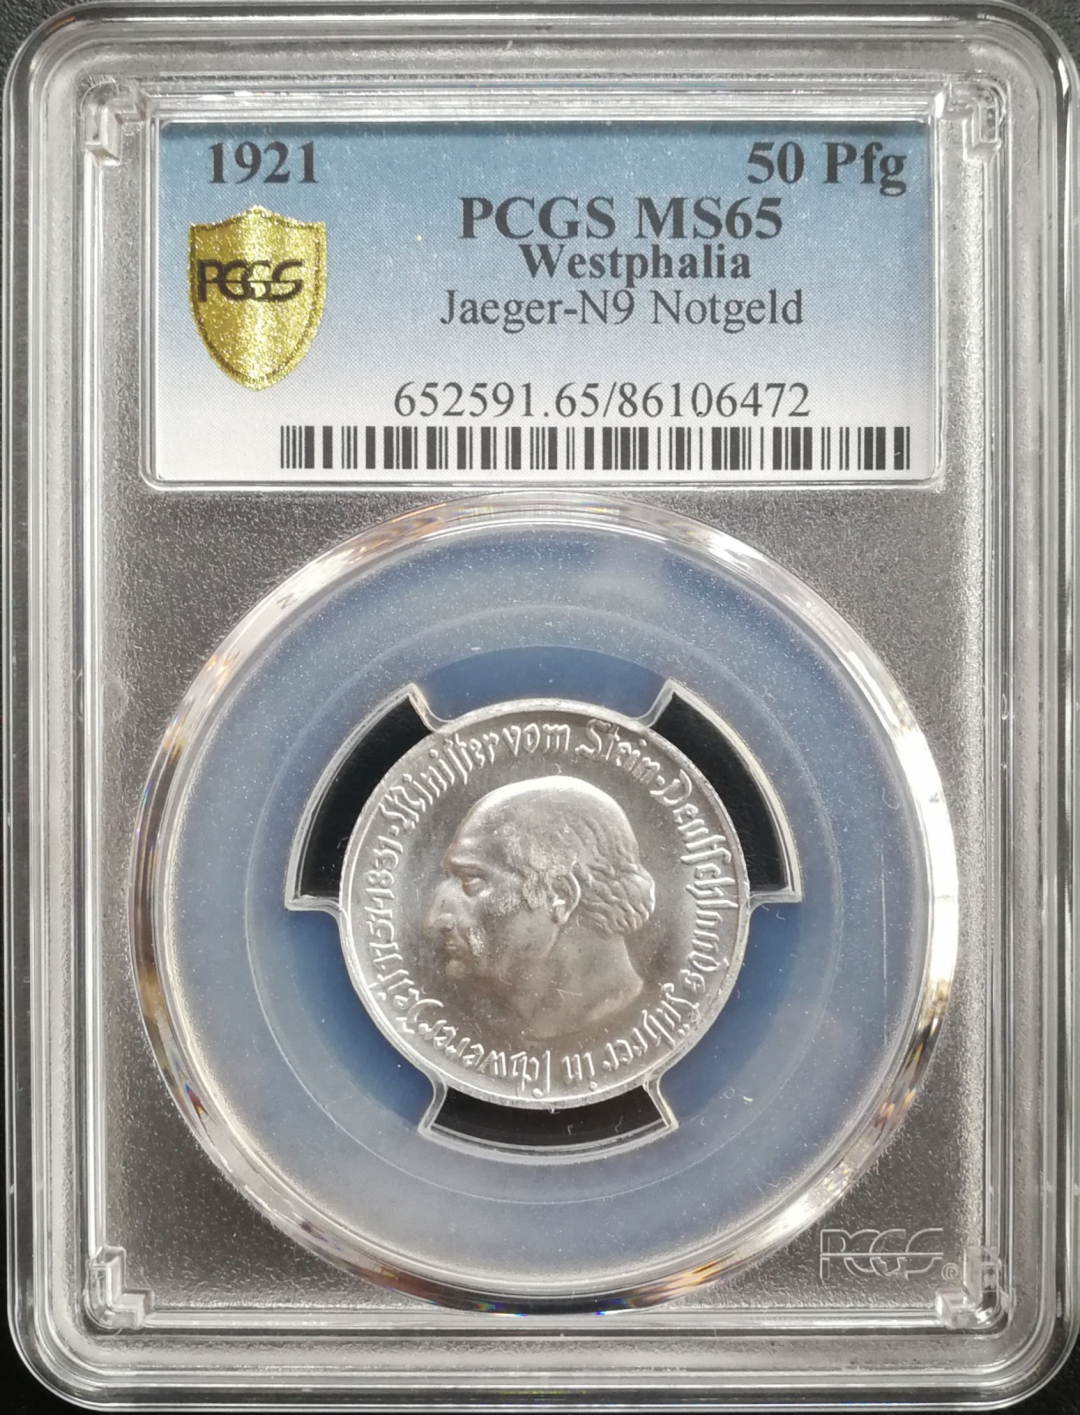 1921 50 Pfg
PCGS MS65
Westphalia
PCGS
Jaeger-N9 Notgeld
652591.65/86106472
Minister vom Stein·Deutschlands Führer in schwerer Zeit 1757-1831·
PCGS®